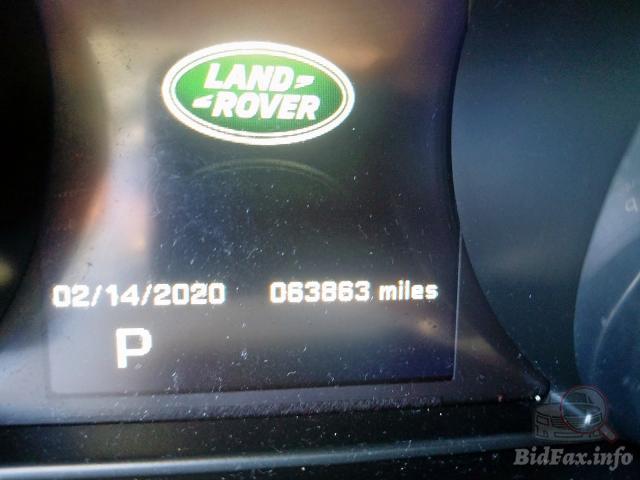 LAND
ROVER
02/14/2020 063863 miles
P
BidFax.info